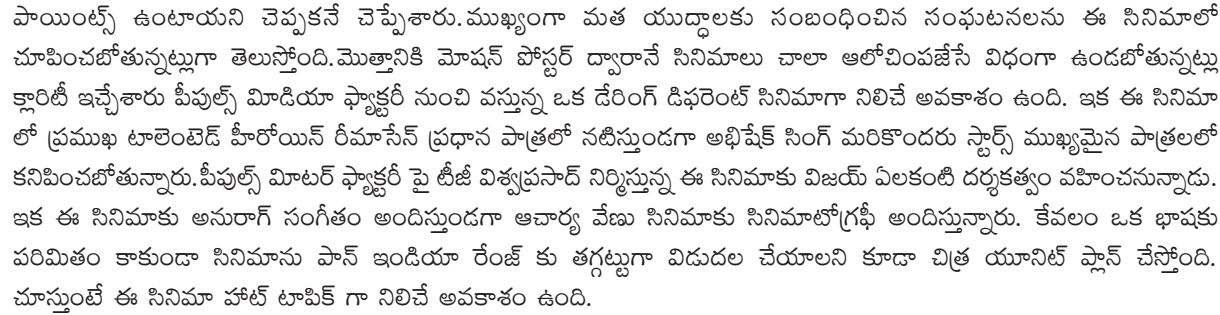 పాయింట్స్ ఉంటాయని చెప్పకనే చెప్పేశారు.ముఖ్యంగా మత యుద్ధాలకు సంబంధించిన సంఘటనలను ఈ సినిమాలో
చూపించబోతున్నట్లుగా తెలుస్తోంది.మొత్తానికి మోషన్ పోస్టర్ ద్వారానే సినిమాలు చాలా ఆలోచింపజేసే విధంగా ఉండబోతున్నట్లు
క్లారిటీ ఇచ్చేశారు పీపుల్స్ మీడియా ఫ్యాక్టరీ నుంచి వస్తున్న ఒక డేరింగ్ డిఫరెంట్ సినిమాగా నిలిచే అవకాశం ఉంది. ఇక ఈ సినిమా
లో ప్రముఖ టాలెంటెడ్ హీరోయిన్ రీమాసేన్ ప్రధాన పాత్రలో నటిస్తుండగా అభిషేక్ సింగ్ మరికొందరు స్టార్స్ ముఖ్యమైన పాత్రలలో
కనిపించబోతున్నారు.పీపుల్స్ మీటర్ ఫ్యాక్టరీ పై టీజీ విశ్వప్రసాద్ నిర్మిస్తున్న ఈ సినిమాకు విజయ్ ఏలకంటి దర్శకత్వం వహించనున్నాడు.
ఇక ఈ సినిమాకు అనురాగ్ సంగీతం అందిస్తుండగా ఆచార్య వేణు సినిమాకు సినిమాటోగ్రఫీ అందిస్తున్నారు. కేవలం ఒక భాషకు
పరిమితం కాకుండా సినిమాను పాన్ ఇండియా రేంజ్ కు తగ్గట్టుగా విడుదల చేయాలని కూడా చిత్ర యూనిట్ ప్లాన్ చేస్తోంది.
చూస్తుంటే ఈ సినిమా హాట్ టాపిక్ గా నిలిచే అవకాశం ఉంది.